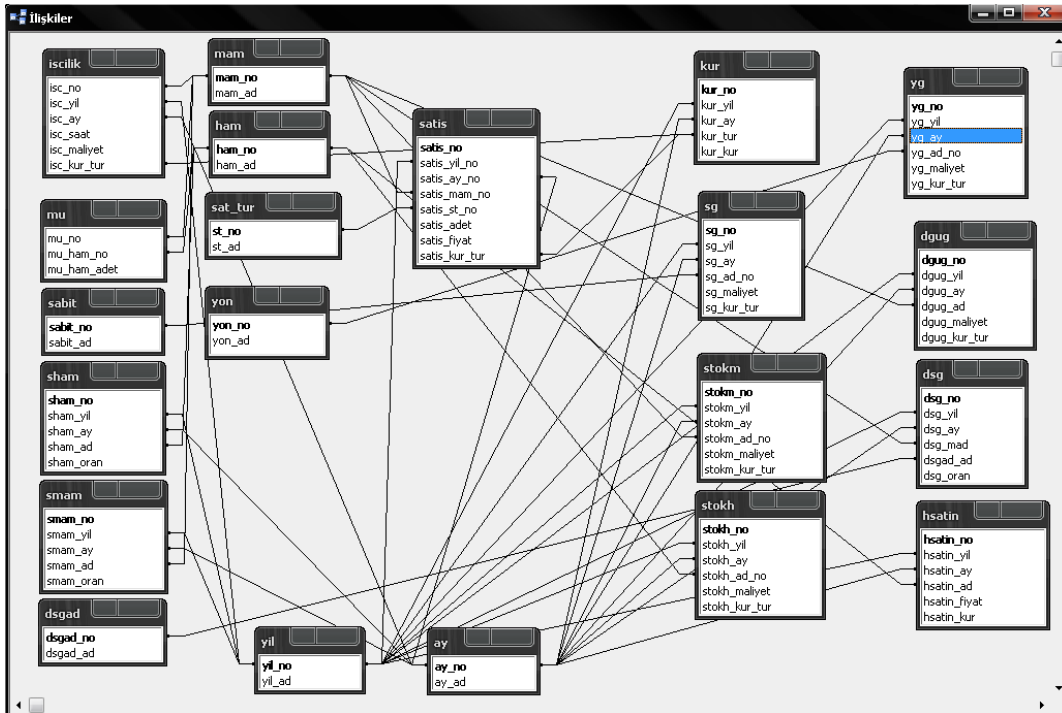 İlişkiler
iscilik
isc_no
isc_yil
isc_ay
isc_saat
isc_maliyet
isc_kur_tur
mu
mu_no
mu_ham_no
mu_ham_adet
sabit
sabit_no
sabit_ad
sham
sham_no
sham_yil
sham_ay
sham_ad
sham_oran
smam
smam_no
smam_yil
smam_ay
smam_ad
smam_oran
dsgad
dsgad_no
dsgad_ad
mam
mam_no
mam_ad
ham
ham_no
ham_ad
sat_tur
st_no
st_ad
yon
yon_no
yon_ad
yil
yil_no
yil_ad
satis
satis_no
satis_yil_no
satis_ay_no
satis_mam_no
satis_st_no
satis_adet
satis_fiyat
satis_kur_tur
ay
ay_no
ay_ad
kur
kur_no
kur_yil
kur_ay
kur_tur
kur_kur
sg
sg_no
sg_yil
sg_ay
sg_ad_no
sg_maliyet
sg_kur_tur
stokm
stokm_no
stokm_yil
stokm_ay
stokm_ad_no
stokm_maliyet
stokm_kur_tur
stokh
stokh_no
stokh_yil
stokh_ay
stokh_ad_no
stokh_maliyet
stokh_kur_tur
yg
yg_no
yg_yil
yg_ay
yg_ad_no
yg_maliyet
yg_kur_tur
dgug
dgug_no
dgug_yil
dgug_ay
dgug_ad
dgug_maliyet
dgug_kur_tur
dsg
dsg_no
dsg_yil
dsg_ay
dsg_mad
dsgad_ad
dsg_oran
hsatin
hsatin_no
hsatin_yil
hsatin_ay
hsatin_ad
hsatin_fiyat
hsatin_kur